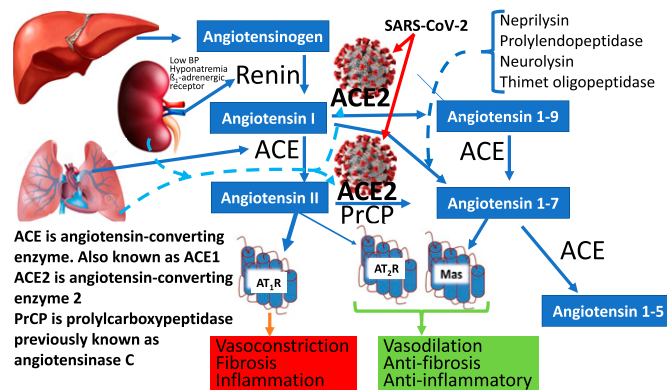 SARS-CoV-2
Neprilysin
Prolylendopeptidase
Neurolysin
Thimet oligopeptidase
Angiotensinogen
Low BP
Hyponatremia
ß1-adrenergic
receptor
Renin
ACE2
Angiotensin I
Angiotensin 1-9
ACE
ACE
Angiotensin II
ACE2
PrCP
Angiotensin 1-7
ACE is angiotensin-converting
enzyme. Also known as ACE1
ACE2 is angiotensin-converting
enzyme 2
PrCP is prolylcarboxypeptidase
previously known as
angiotensinase C
ACE
AT1R
AT2R
Mas
Angiotensin 1-5
Vasoconstriction
Fibrosis
Inflammation
Vasodilation
Anti-fibrosis
Anti-inflammatory